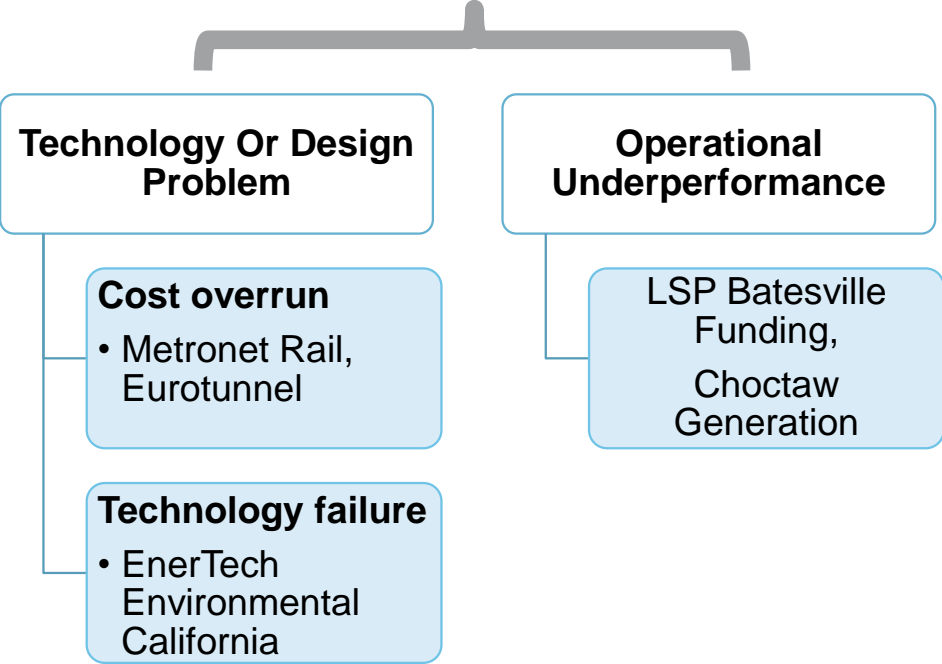 Technology Or Design
Problem
Cost overrun
• Metronet Rail,
Eurotunnel
Technology failure
• EnerTech
Environmental
California
Operational
Underperformance
LSP Batesville
Funding,
Choctaw
Generation